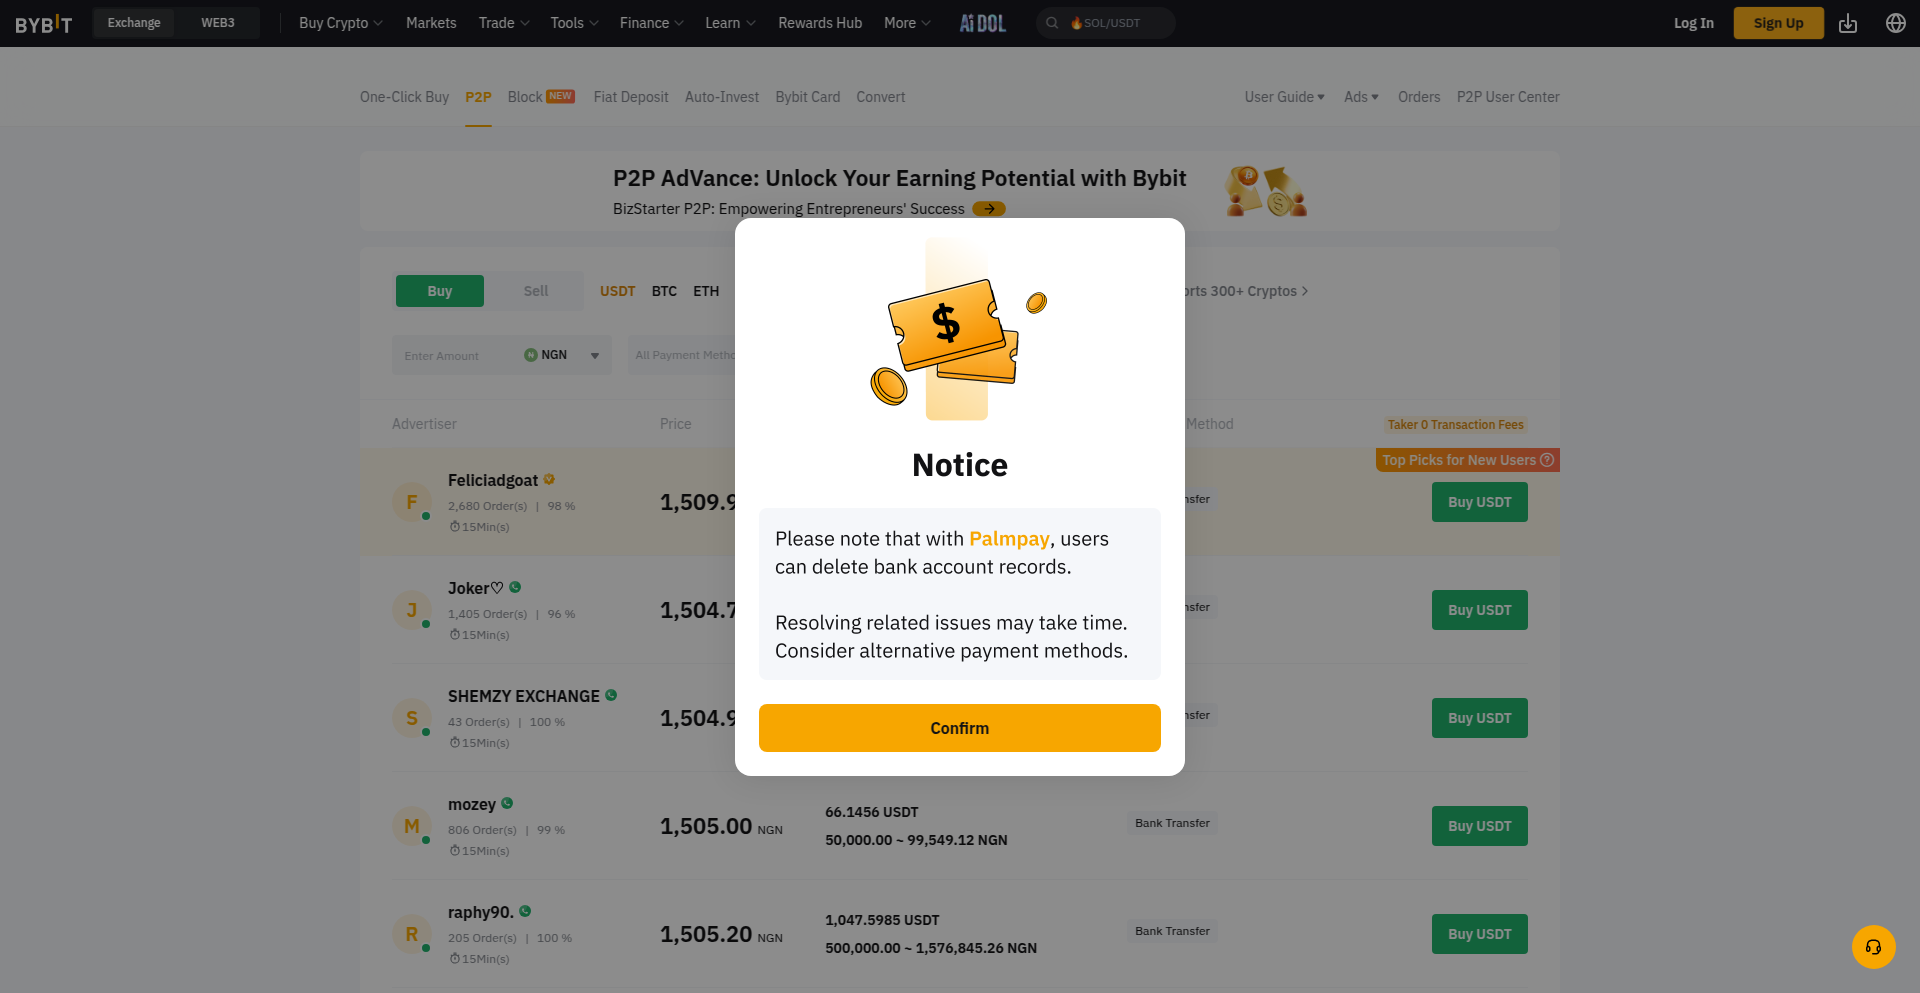 BYBIT Exchange WEB3 Buy Crypto Markets Trade Tools Finance Learn Rewards Hub More AiDOL 🔥SOL/USDT Log In Sign Up
One-Click Buy P2P Block NEW Fiat Deposit Auto-Invest Bybit Card Convert User Guide Ads Orders P2P User Center
P2P AdVance: Unlock Your Earning Potential with Bybit
BizStarter P2P: Empowering Entrepreneurs' Success
Buy Sell USDT BTC ETH 300+ Cryptos
Enter Amount NGN All Payment
Advertiser Price Method Taker 0 Transaction Fees
Top Picks for New Users
Feliciadgoat
2,680 Order(s) | 98 %
15Min(s)
1,509.9
Buy USDT
Joker♡
1,405 Order(s) | 96 %
15Min(s)
1,504.7
Buy USDT
SHEMZY EXCHANGE
43 Order(s) | 100 %
15Min(s)
1,504.9
Buy USDT
mozey
806 Order(s) | 99 %
15Min(s)
1,505.00 NGN
66.1456 USDT
50,000.00 ~ 99,549.12 NGN
Bank Transfer
Buy USDT
raphy90.
205 Order(s) | 100 %
15Min(s)
1,505.20 NGN
1,047.5985 USDT
500,000.00 ~ 1,576,845.26 NGN
Bank Transfer
Buy USDT
$
Notice
Please note that with Palmpay, users
can delete bank account records.
Resolving related issues may take time.
Consider alternative payment methods.
Confirm